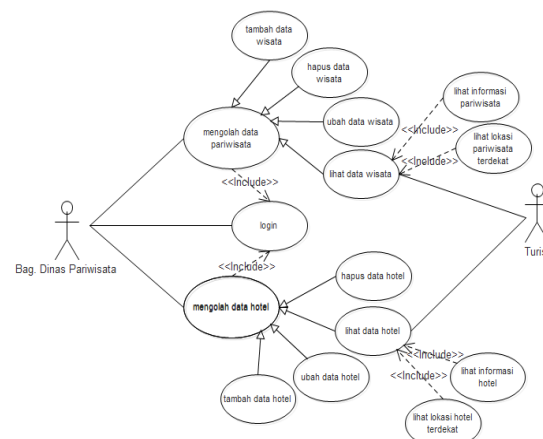 tambah data
wisata
hapus data
wisata
ubah data wisata
lihat data wisata
mengolah data
pariwisata
lihat informasi
pariwisata
<<Include>>
lihat lokasi
pariwisata
terdekat
<<Include>>
<<Include>>
login
<<Include>>
Bag. Dinas Pariwisata
Turis
mengolah data hotel
hapus data hotel
lihat data hotel
ubah data hotel
tambah data hotel
<<Include>>
<<Include>>
lihat informasi
hotel
lihat lokasi hotel
terdekat